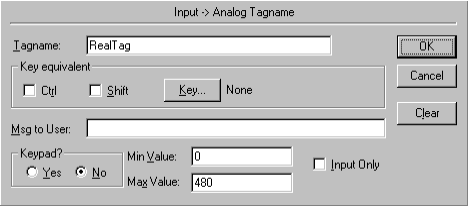 Input -> Analog Tagname
Tagname: RealTag OK
Key equivalent Cancel
Ctrl Shift Key... None
Clear
Msg to User:
Keypad? Min Value: 0 Input Only
Yes No Max Value: 480